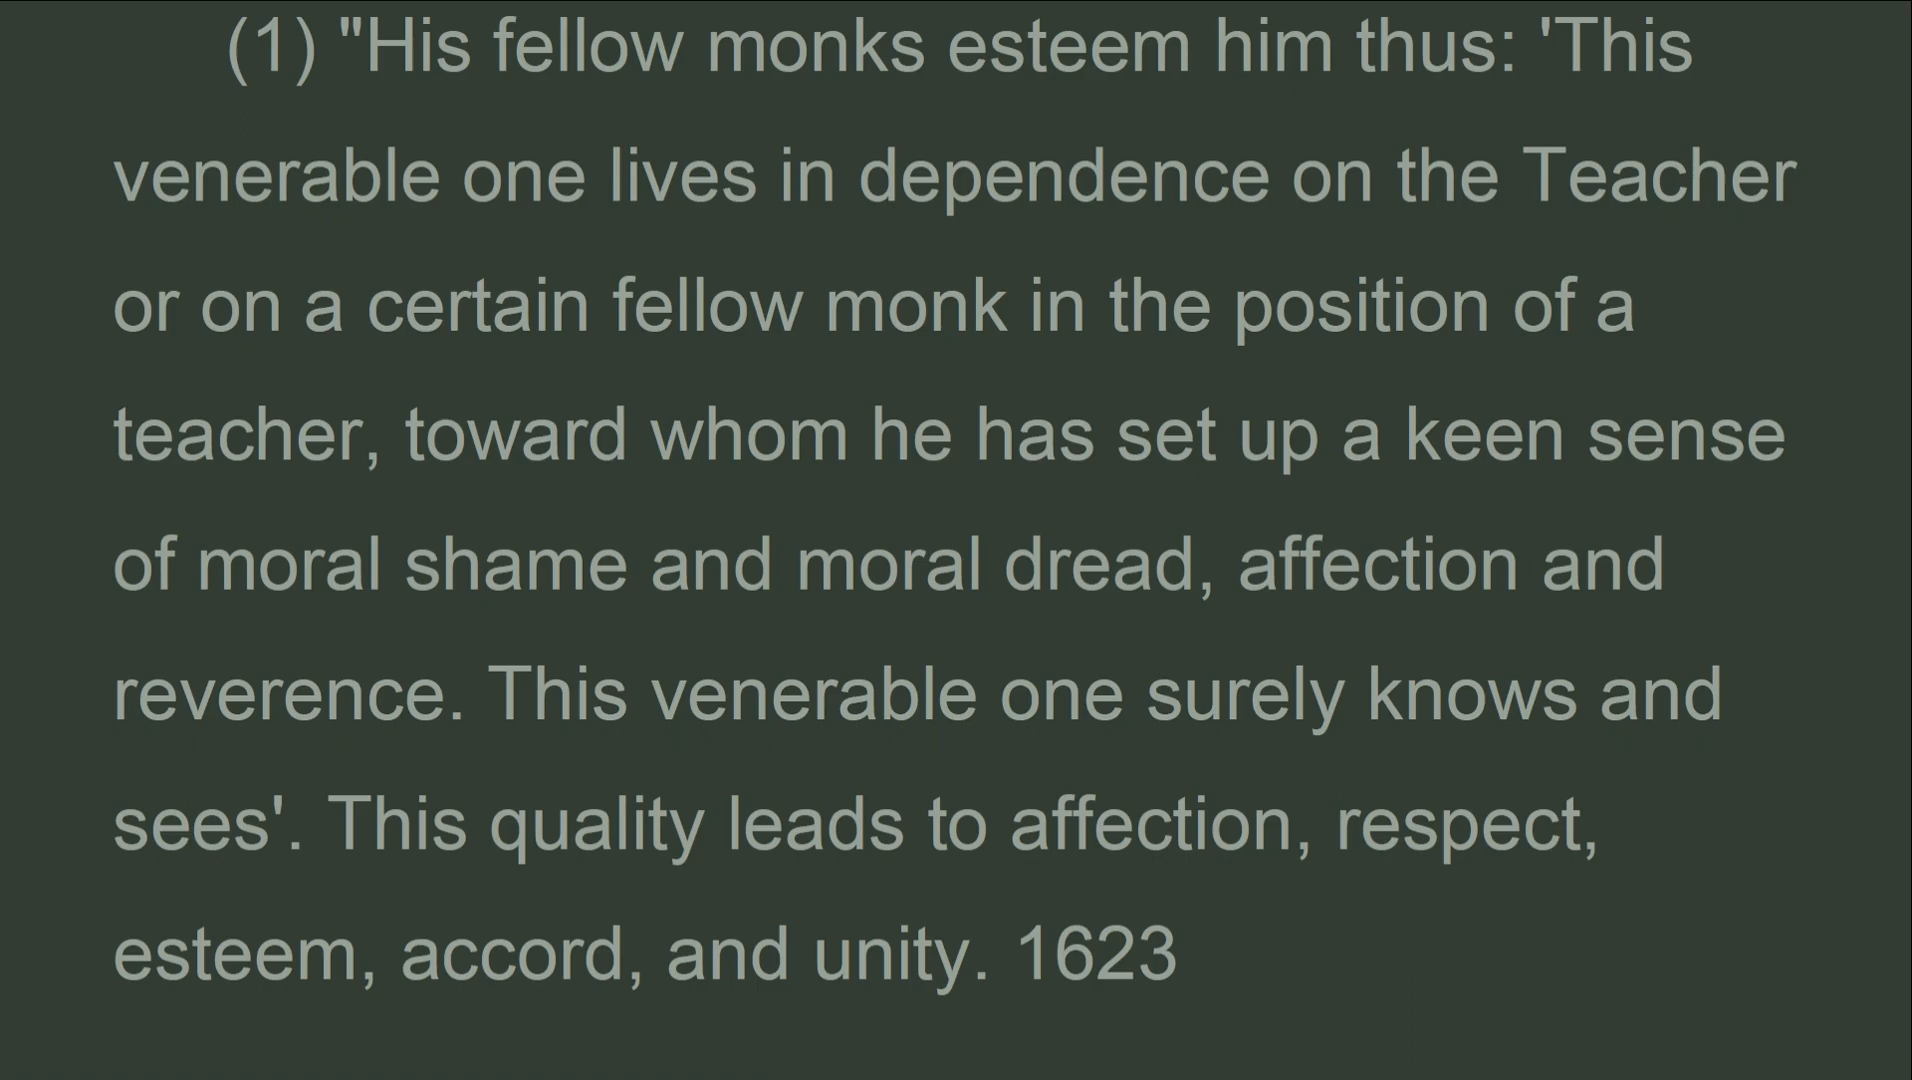 (1) "His fellow monks esteem him thus: 'This
venerable one lives in dependence on the Teacher
or on a certain fellow monk in the position of a
teacher, toward whom he has set up a keen sense
of moral shame and moral dread, affection and
reverence. This venerable one surely knows and
sees'. This quality leads to affection, respect,
esteem, accord, and unity. 1623